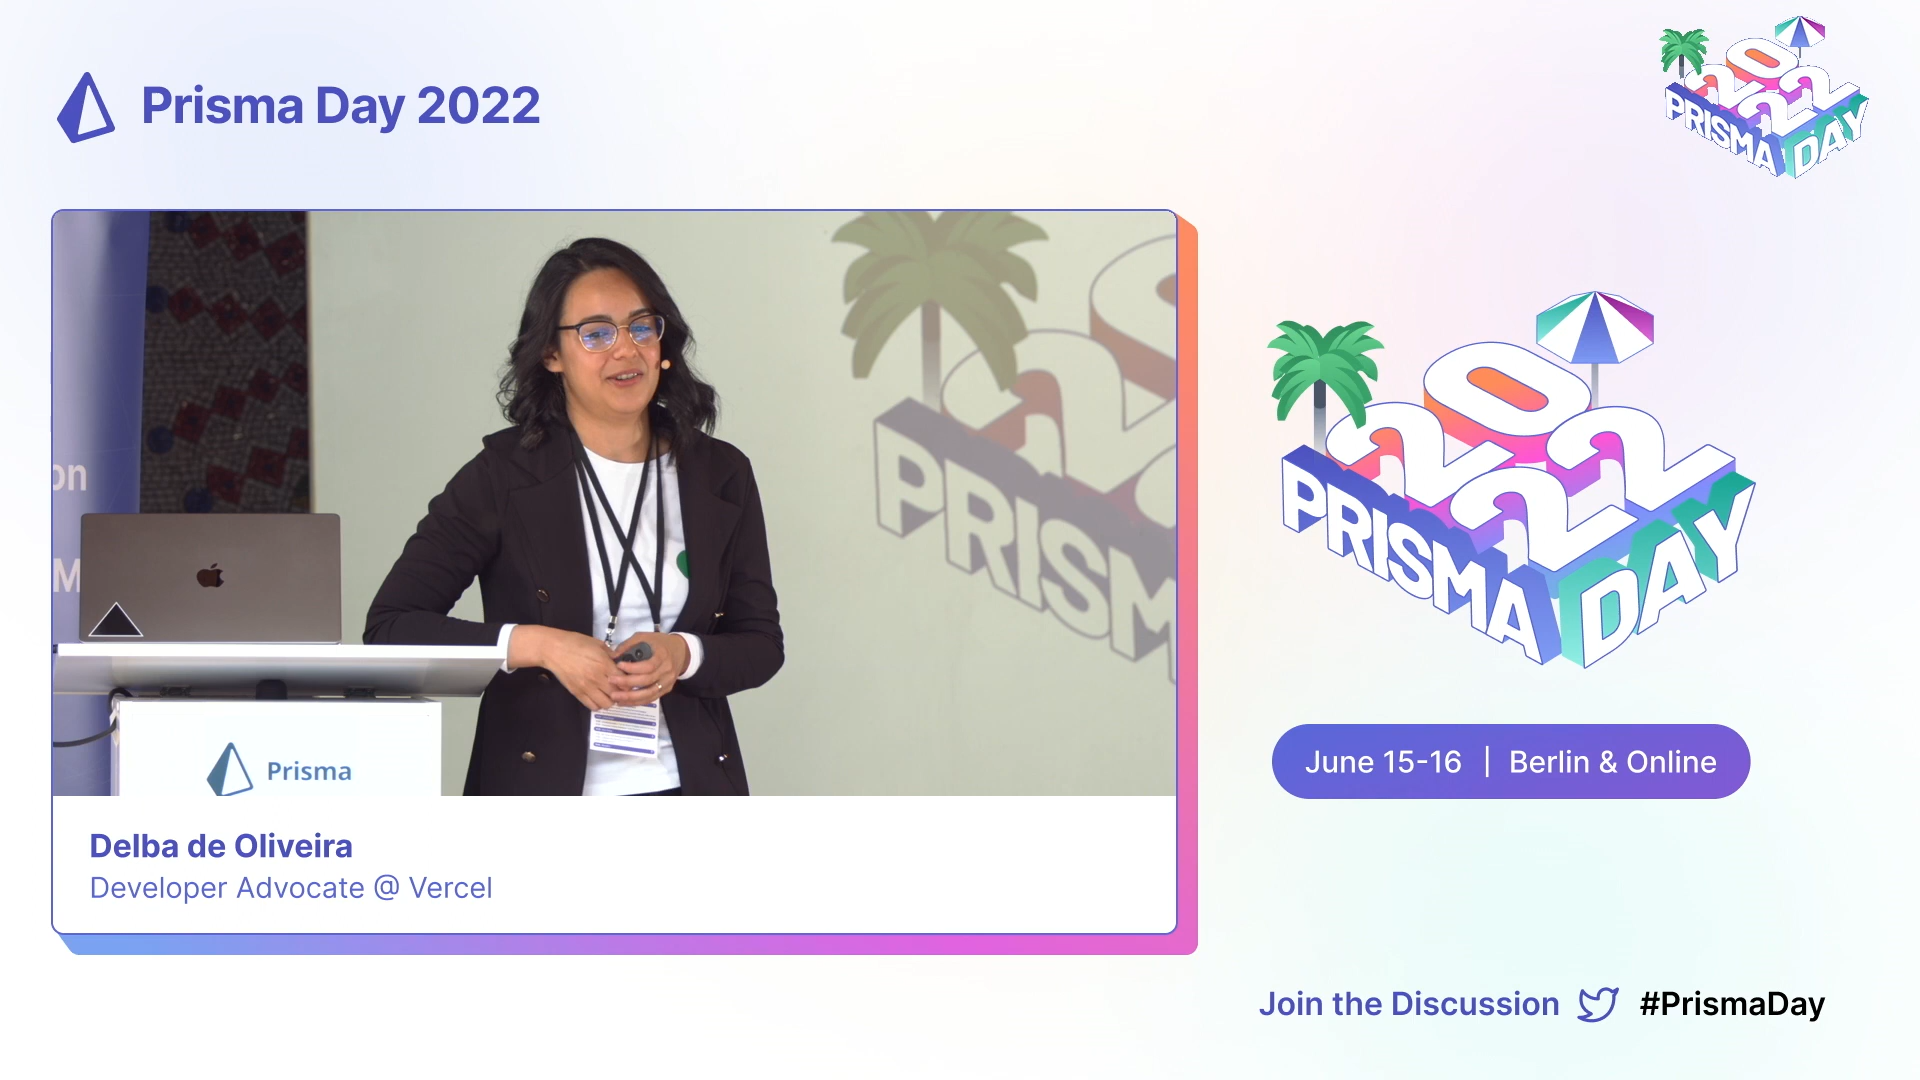 Prisma Day 2022
2022
PRISMA DAY
on
M
PRISM
Prisma
Delba de Oliveira
Developer Advocate @ Vercel
2022
PRISMA DAY
June 15-16 | Berlin & Online
Join the Discussion #PrismaDay